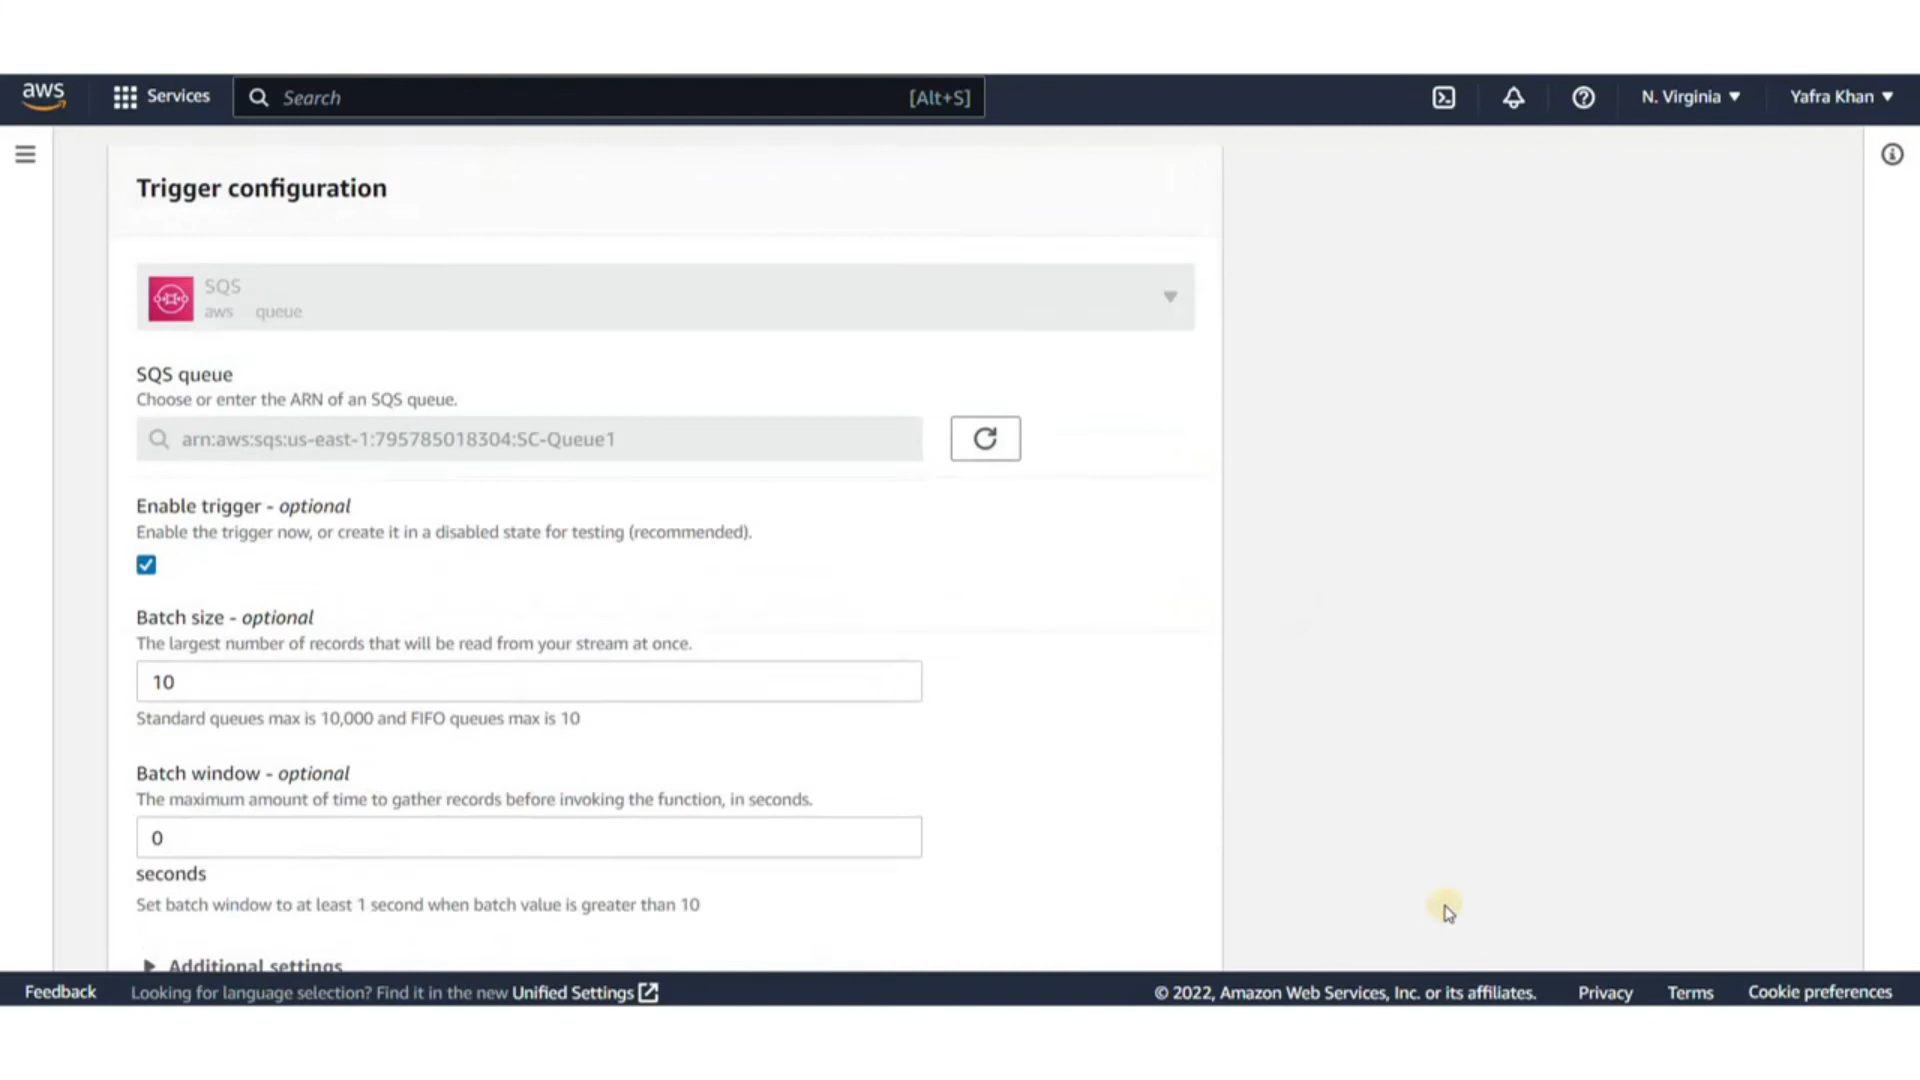 aws Services Search [Alt+S] N. Virginia Yafra Khan
Trigger configuration
SQS
aws queue
SQS queue
Choose or enter the ARN of an SQS queue.
arn:aws:sqs:us-east-1:795785018304:SC-Queue1
Enable trigger - optional
Enable the trigger now, or create it in a disabled state for testing (recommended).
Batch size - optional
The largest number of records that will be read from your stream at once.
10
Standard queues max is 10,000 and FIFO queues max is 10
Batch window - optional
The maximum amount of time to gather records before invoking the function, in seconds.
0
seconds
Set batch window to at least 1 second when batch value is greater than 10
Additional settings
Feedback Looking for language selection? Find it in the new Unified Settings © 2022, Amazon Web Services, Inc. or its affiliates. Privacy Terms Cookie preferences